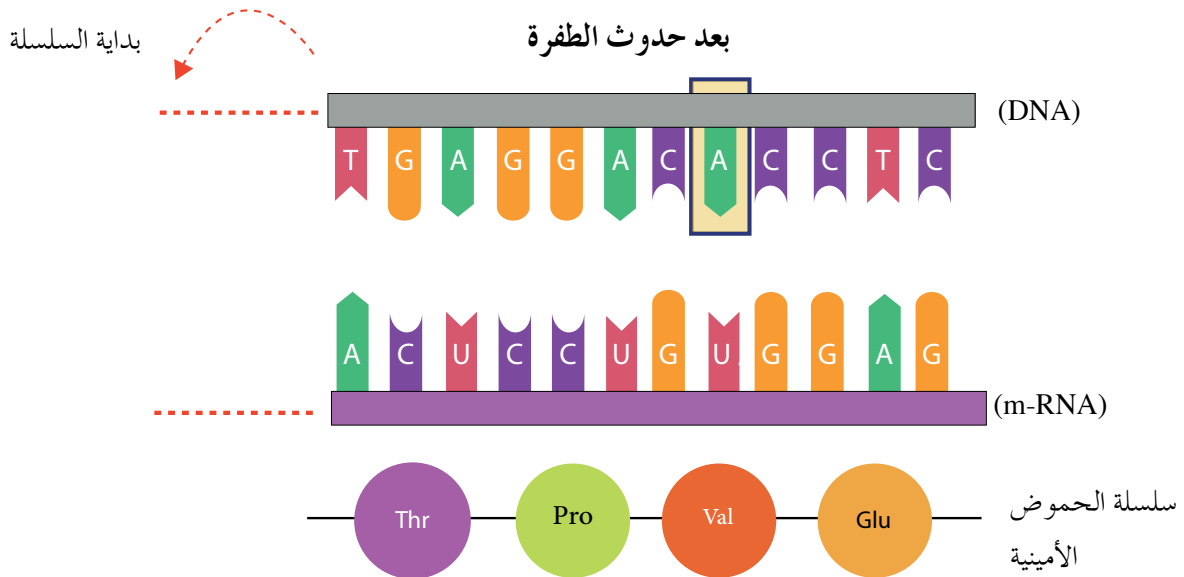 بعد حدوث الطفرة
بداية السلسلة
(DNA)
T G A G G A C A C C T C
A C U C C U G U G G A G
(m-RNA)
Thr Pro Val Glu
سلسلة الحموض
الأمينية